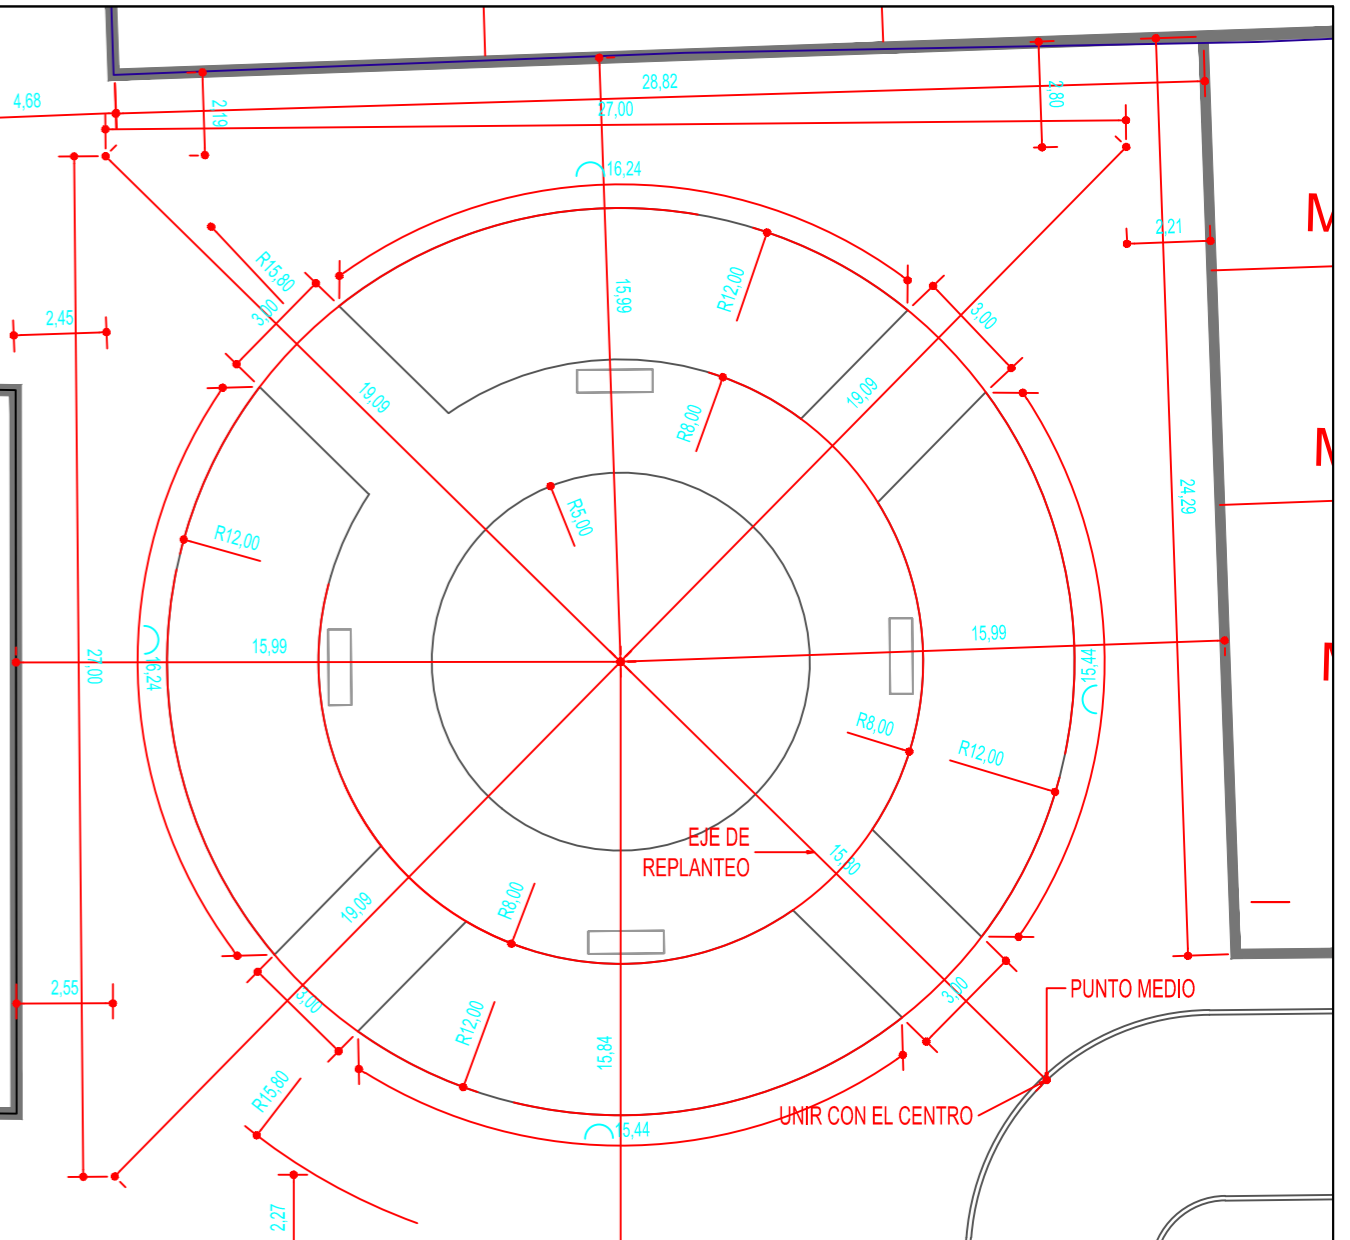 4,68
28,82
2,19
27,00
2,80
16,24
M
2,21
R15,80
R12,00
15,99
3,00
3,00
2,45
19,09
19,09
R8,00
M
24,29
R5,00
R12,00
15,99
15,99
27,00
16,24
15,44
M
R8,00
R12,00
EJE DE
REPLANTEO
15,80
R8,00
19,09
2,55
3,00
3,00
PUNTO MEDIO
R12,00
15,84
R15,80
UNIR CON EL CENTRO
15,44
2,27